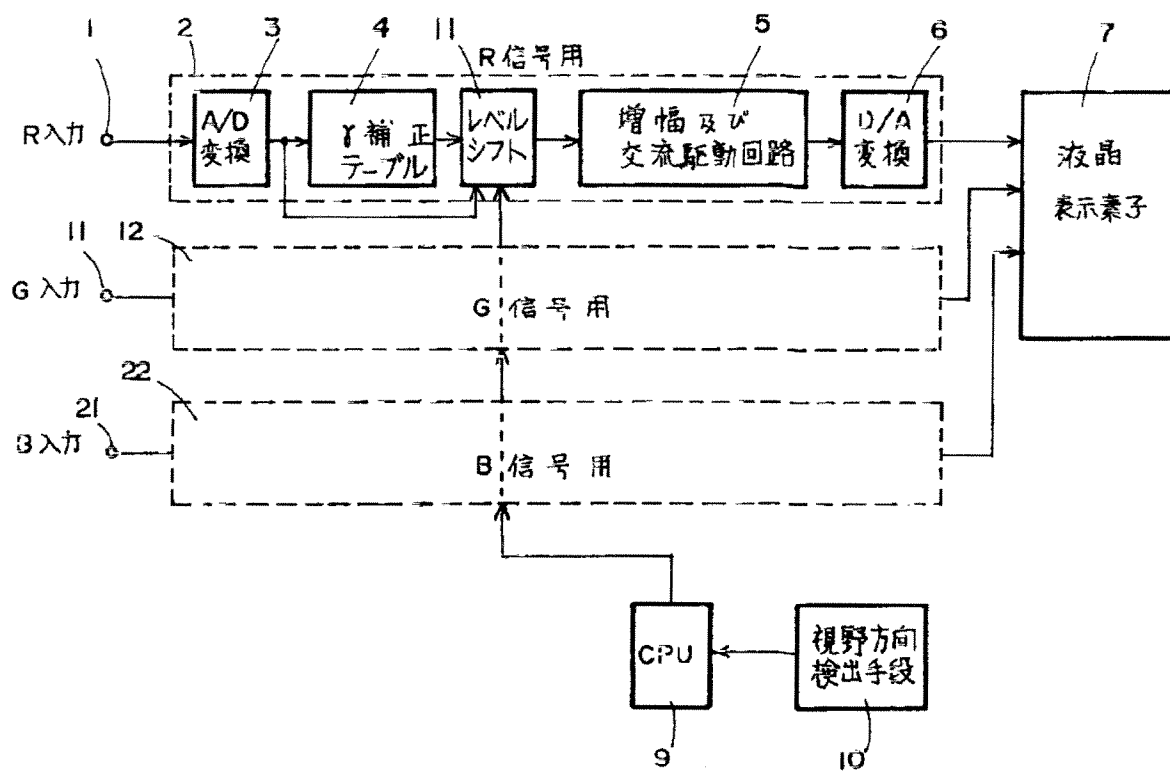 1
2
3
4
11
5
6
7
R信号用
R入力
A/D
変換
γ補正
テーブル
レベル
シフト
増幅及び
交流駆動回路
D/A
変換
液晶
表示素子
11
12
G入力
G信号用
22
21
B入力
B信号用
CPU
視野方向
検出手段
9
10